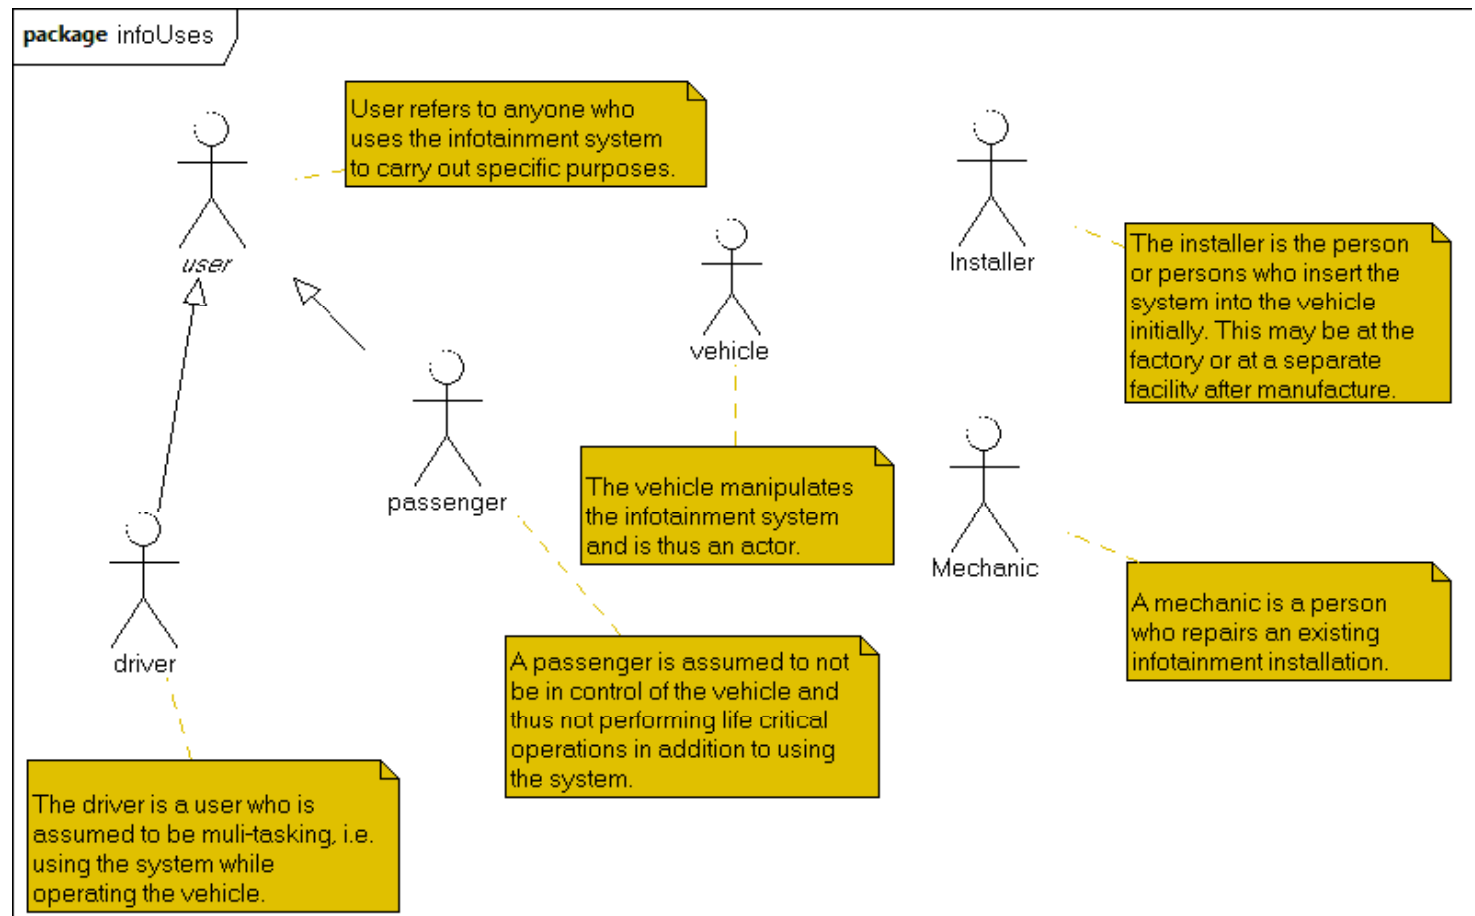 package infoUses
User refers to anyone who
uses the infotainment system
to carry out specific purposes.
user
vehicle
Installer
The installer is the person
or persons who insert the
system into the vehicle
initially. This may be at the
factory or at a separate
facility after manufacture.
passenger
The vehicle manipulates
the infotainment system
and is thus an actor.
Mechanic
A mechanic is a person
who repairs an existing
infotainment installation.
driver
A passenger is assumed to not
be in control of the vehicle and
thus not performing life critical
operations in addition to using
the system.
The driver is a user who is
assumed to be muli-tasking, i.e.
using the system while
operating the vehicle.